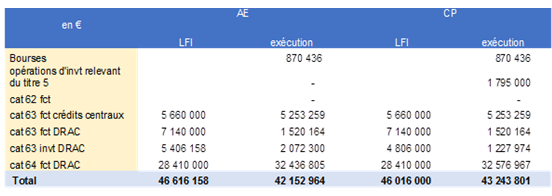 en € AE CP
LFI exécution LFI exécution
Bourses 870 436 870 436
opérations d'invt relevant
du titre 5 - 1 795 000
cat 62 fct - -
cat 63 fct crédits centraux 5 660 000 5 253 259 5 660 000 5 253 259
cat 63 fct DRAC 7 140 000 1 520 164 7 140 000 1 520 164
cat 63 invt DRAC 5 406 158 2 072 300 4 806 000 1 227 974
cat 64 fct DRAC 28 410 000 32 436 805 28 410 000 32 576 967
Total 46 616 158 42 152 964 46 016 000 43 243 801